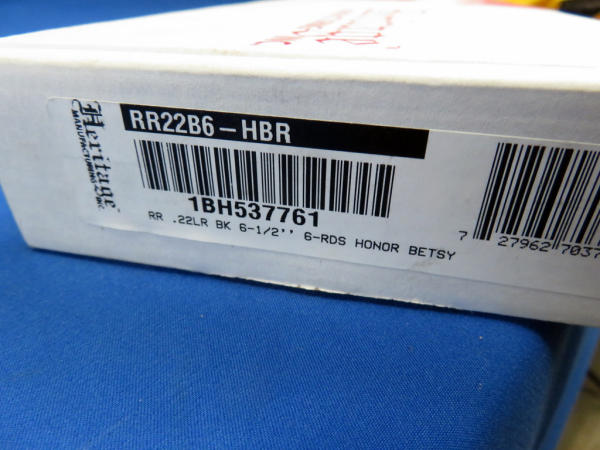 Heritage
MANUFACTURING INC.
RR22B6-HBR
1BH537761
RR .22LR BK 6-1/2'' 6-RDS HONOR BETSY
7 27962 7037